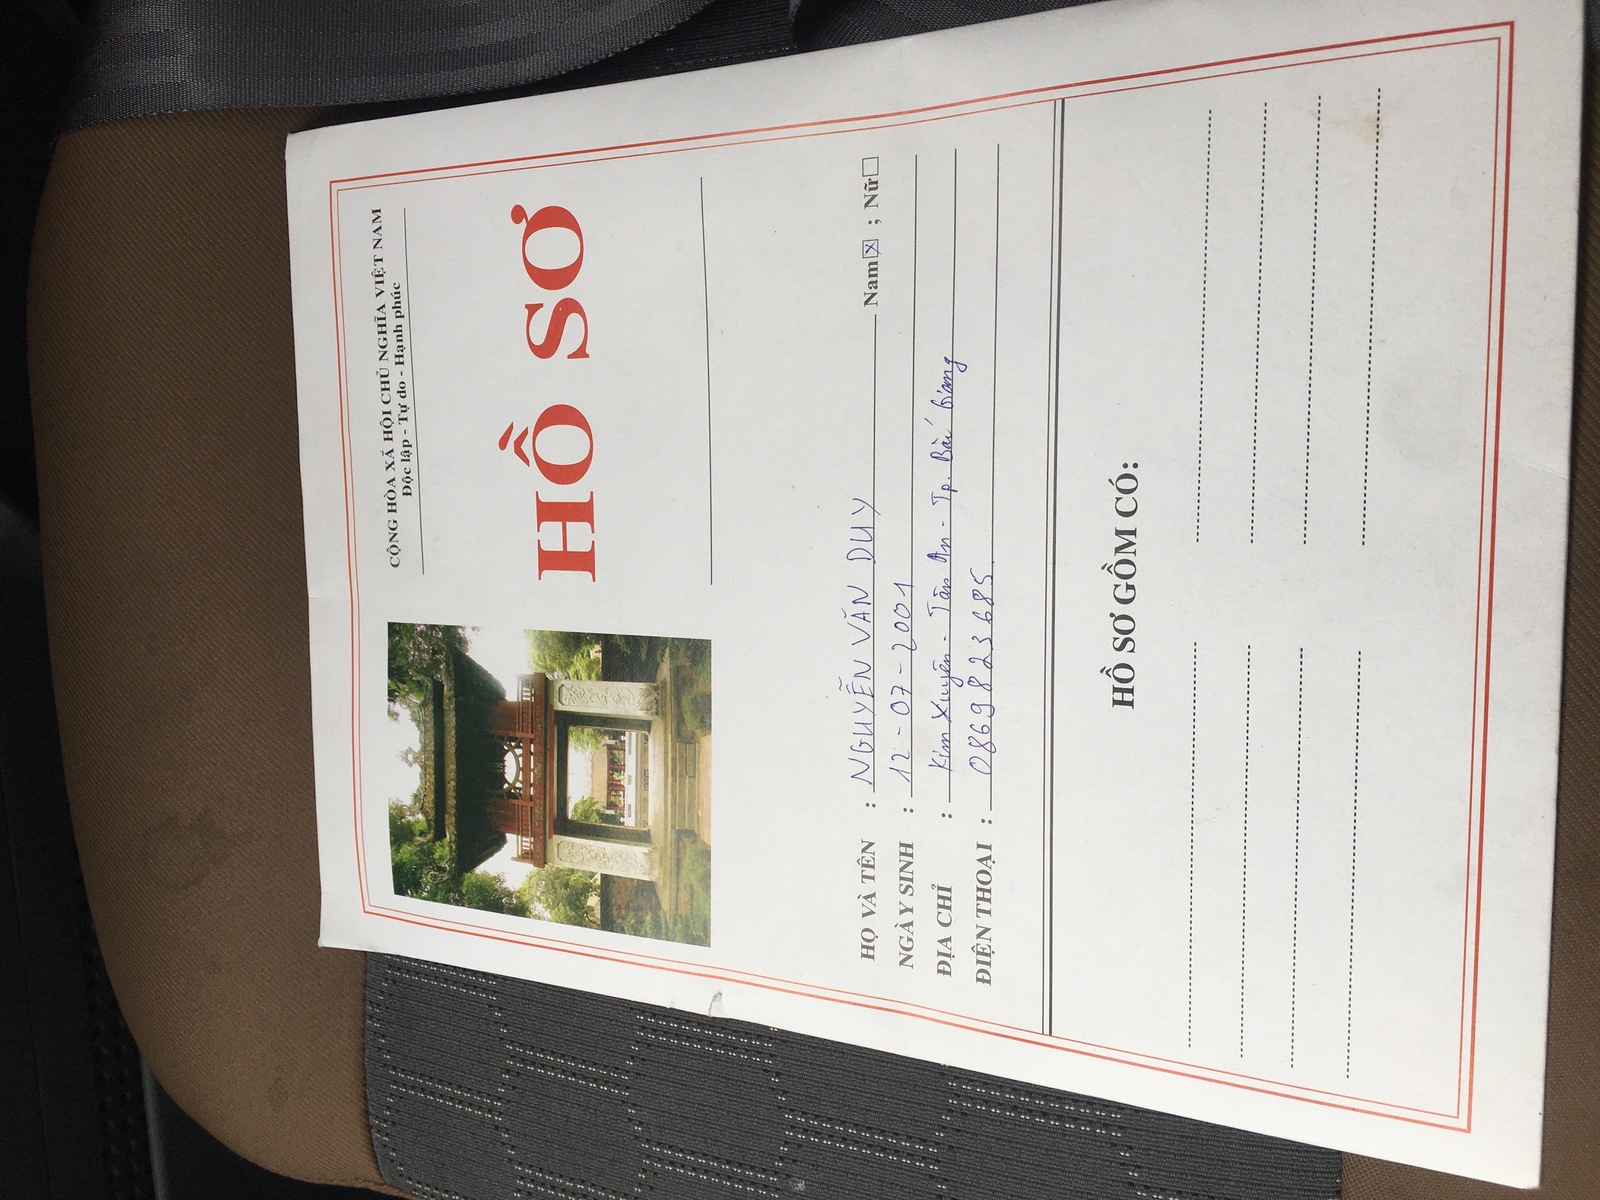 CỘNG HÒA XÃ HỘI CHỦ NGHĨA VIỆT NAM
Độc lập - Tự do - Hạnh phúc
HỒ SƠ
HỌ VÀ TÊN : NGUYỄN VĂN DUY Nam ☒ ; Nữ ☐
NGÀY SINH : 12 - 07 - 2001
ĐỊA CHỈ : Kim Xuyên - Tân An - Tp. Bắc Giang
ĐIỆN THOẠI : 0869823685
HỒ SƠ GỒM CÓ: